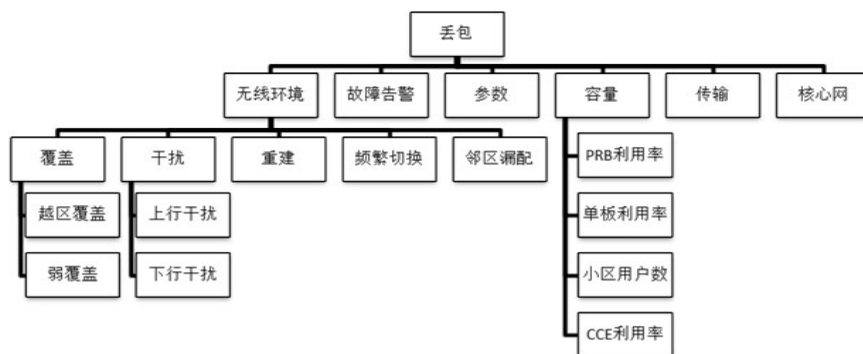 丢包
无线环境
故障告警
参数
容量
传输
核心网
覆盖
干扰
重建
频繁切换
邻区漏配
PRB利用率
越区覆盖
上行干扰
单板利用率
弱覆盖
下行干扰
小区用户数
CCE利用率